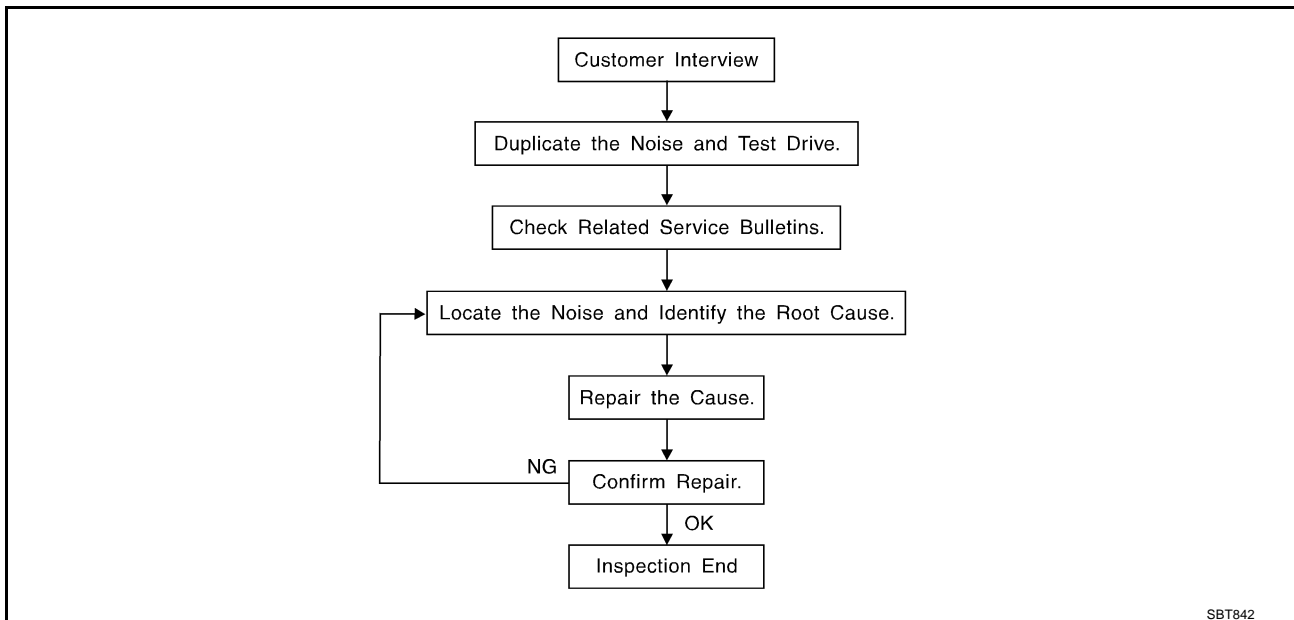 Customer Interview
Duplicate the Noise and Test Drive.
Check Related Service Bulletins.
Locate the Noise and Identify the Root Cause.
Repair the Cause.
NG
Confirm Repair.
OK
Inspection End
SBT842